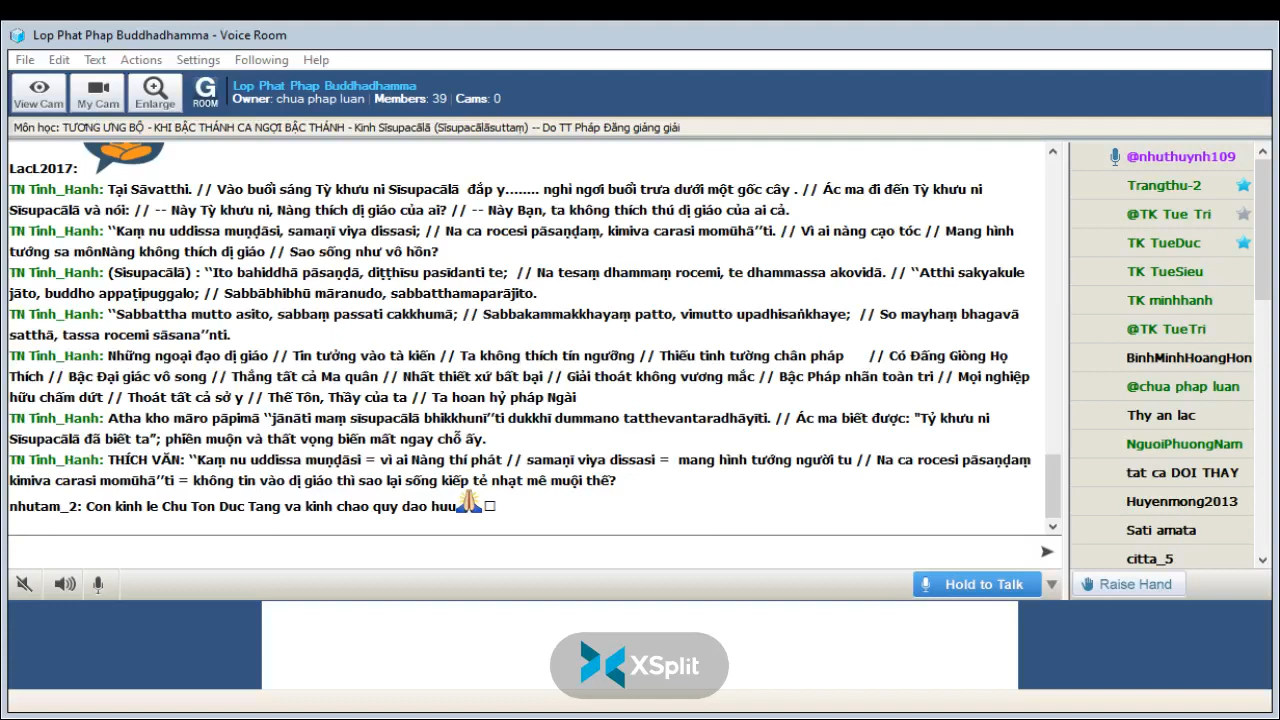 Lop Phat Phap Buddhadhamma - Voice Room
File Edit Text Actions Settings Following Help
View Cam My Cam Enlarge G ROOM
Lop Phat Phap Buddhadhamma
Owner: chua phap luan | Members: 39 | Cams: 0
Môn học: TƯƠNG ƯNG BỘ - KHI BẬC THÁNH CA NGỢI BẬC THÁNH - Kinh Sīsupacālā (Sīsupacālāsuttaṃ) -- Do TT Pháp Đăng giảng giải
LacL2017:
TN Tinh_Hanh: Tại Sāvatthi. // Vào buổi sáng Tỳ khưu ni Sīsupacālā đắp y........ nghỉ ngơi buổi trưa dưới một gốc cây . // Ác ma đi đến Tỳ khưu ni
Sīsupacālā và nói: // -- Này Tỳ khưu ni, Nàng thích dị giáo của ai? // -- Này Bạn, ta không thích thú dị giáo của ai cả.
TN Tinh_Hanh: ‘‘Kaṃ nu uddissa muṇḍāsi, samaṇī viya dissasi; // Na ca rocesi pāsaṇḍaṃ, kimiva carasi momūhā’’ti. // Vì ai nàng cạo tóc // Mang hình
tướng sa mônNàng không thích dị giáo // Sao sống như vô hồn?
TN Tinh_Hanh: (Sisupacālā) : ‘‘Ito bahiddhā pāsaṇḍā, diṭṭhīsu pasīdanti te; // Na tesaṃ dhammaṃ rocemi, te dhammassa akovidā. // ‘‘Atthi sakyakule
jāto, buddho appaṭipuggalo; // Sabbābhibhū māranudo, sabbatthamaparājito.
TN Tinh_Hanh: ‘‘Sabbattha mutto asito, sabbaṃ passati cakkhumā; // Sabbakammakkhayaṃ patto, vimutto upadhisaṅkhaye; // So mayhaṃ bhagavā
satthā, tassa rocemi sāsana’’nti.
TN Tinh_Hanh: Những ngoại đạo dị giáo // Tin tưởng vào tà kiến // Ta không thích tín ngưỡng // Thiếu tinh tường chân pháp // Có Đấng Giòng Họ
Thích // Bậc Đại giác vô song // Thắng tất cả Ma quân // Nhất thiết xứ bất bại // Giải thoát không vương mắc // Bậc Pháp nhãn toàn tri // Mọi nghiệp
hữu chấm dứt // Thoát tất cả sở y // Thế Tôn, Thầy của ta // Ta hoan hỷ pháp Ngài
TN Tinh_Hanh: Atha kho māro pāpimā ‘‘jānāti maṃ sīsupacālā bhikkhunī’’ti dukkhī dummano tatthevantaradhāyīti. // Ác ma biết được: "Tỷ khưu ni
Sīsupacālā đã biết ta"; phiền muộn và thất vọng biến mất ngay chỗ ấy.
TN Tinh_Hanh: THÍCH VĂN: ‘‘Kaṃ nu uddissa muṇḍāsi = vì ai Nàng thí phát // samaṇī viya dissasi = mang hình tướng người tu // Na ca rocesi pāsaṇḍaṃ
kimiva carasi momūhā’’ti = không tin vào dị giáo thì sao lại sống kiếp tẻ nhạt mê muội thế?
nhutam_2: Con kinh le Chu Ton Duc Tang va kinh chao quy dao huu
@nhuthuynh109
Trangthu-2
@TK Tue Tri
TK TueDuc
TK TueSieu
TK minhhanh
@TK TueTri
BinhMinhHoangHon
@chua phap luan
Thy an lac
NguoiPhuongNam
tat ca DOI THAY
Huyenmong2013
Sati amata
citta_5
Hold to Talk
Raise Hand
XSplit